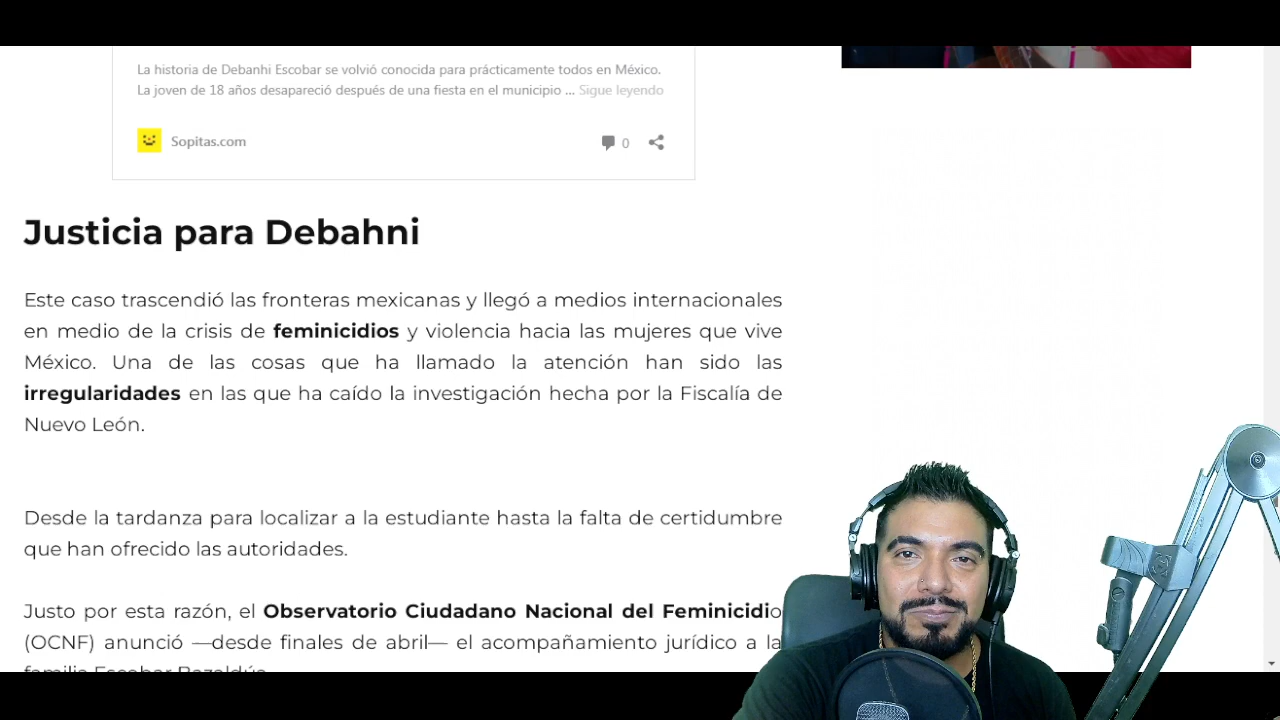 La historia de Debanhi Escobar se volvió conocida para prácticamente todos en México.
La joven de 18 años desapareció después de una fiesta en el municipio ... Sigue leyendo
Sopitas.com
0
Justicia para Debahni
Este caso trascendió las fronteras mexicanas y llegó a medios internacionales
en medio de la crisis de feminicidios y violencia hacia las mujeres que vive
México. Una de las cosas que ha llamado la atención han sido las
irregularidades en las que ha caído la investigación hecha por la Fiscalía de
Nuevo León.
Desde la tardanza para localizar a la estudiante hasta la falta de certidumbre
que han ofrecido las autoridades.
Justo por esta razón, el Observatorio Ciudadano Nacional del Feminicidio
(OCNF) anunció —desde finales de abril— el acompañamiento jurídico a la
familia Escobar Bazaldúa